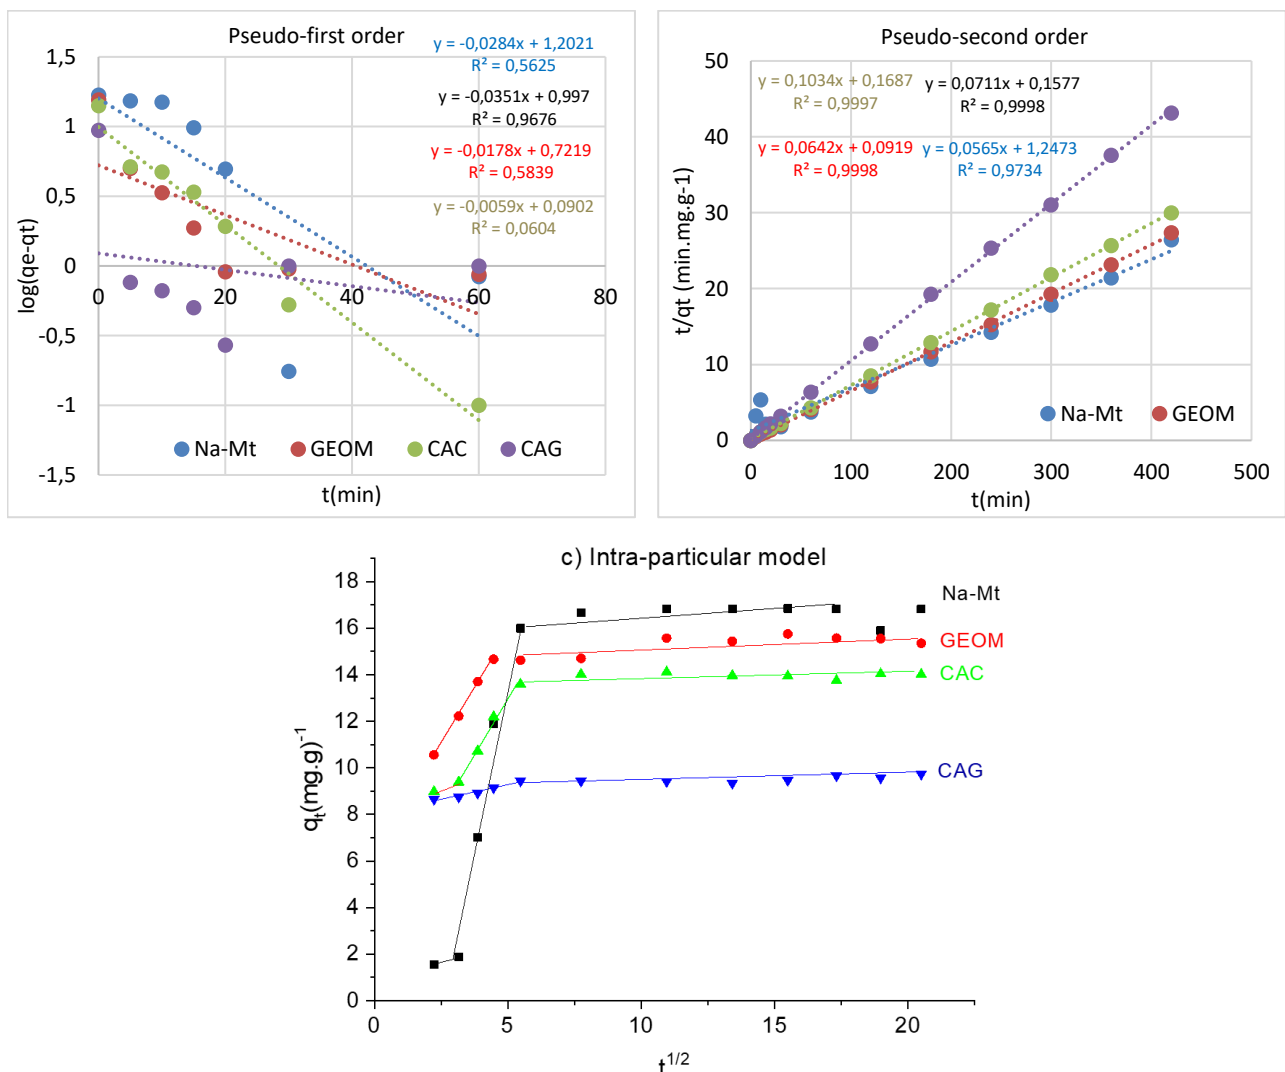 Pseudo-first order
y = -0,0284x + 1,2021
R² = 0,5625
y = -0,0351x + 0,997
R² = 0,9676
y = -0,0178x + 0,7219
R² = 0,5839
y = -0,0059x + 0,0902
R² = 0,0604
log(qe-qt)
1,5
1
0,5
0
-0,5
-1
-1,5
0
20
40
60
80
Na-Mt
GEOM
CAC
CAG
t(min)
Pseudo-second order
y = 0,1034x + 0,1687
R² = 0,9997
y = 0,0711x + 0,1577
R² = 0,9998
y = 0,0642x + 0,0919
R² = 0,9998
y = 0,0565x + 1,2473
R² = 0,9734
t/qt (min.mg.g-1)
50
40
30
20
10
0
Na-Mt
GEOM
0
100
200
300
400
500
t(min)
c) Intra-particular model
Na-Mt
GEOM
CAC
CAG
qt(mg.g)⁻¹
18
16
14
12
10
8
6
4
2
0
0
5
10
15
20
t^1/2